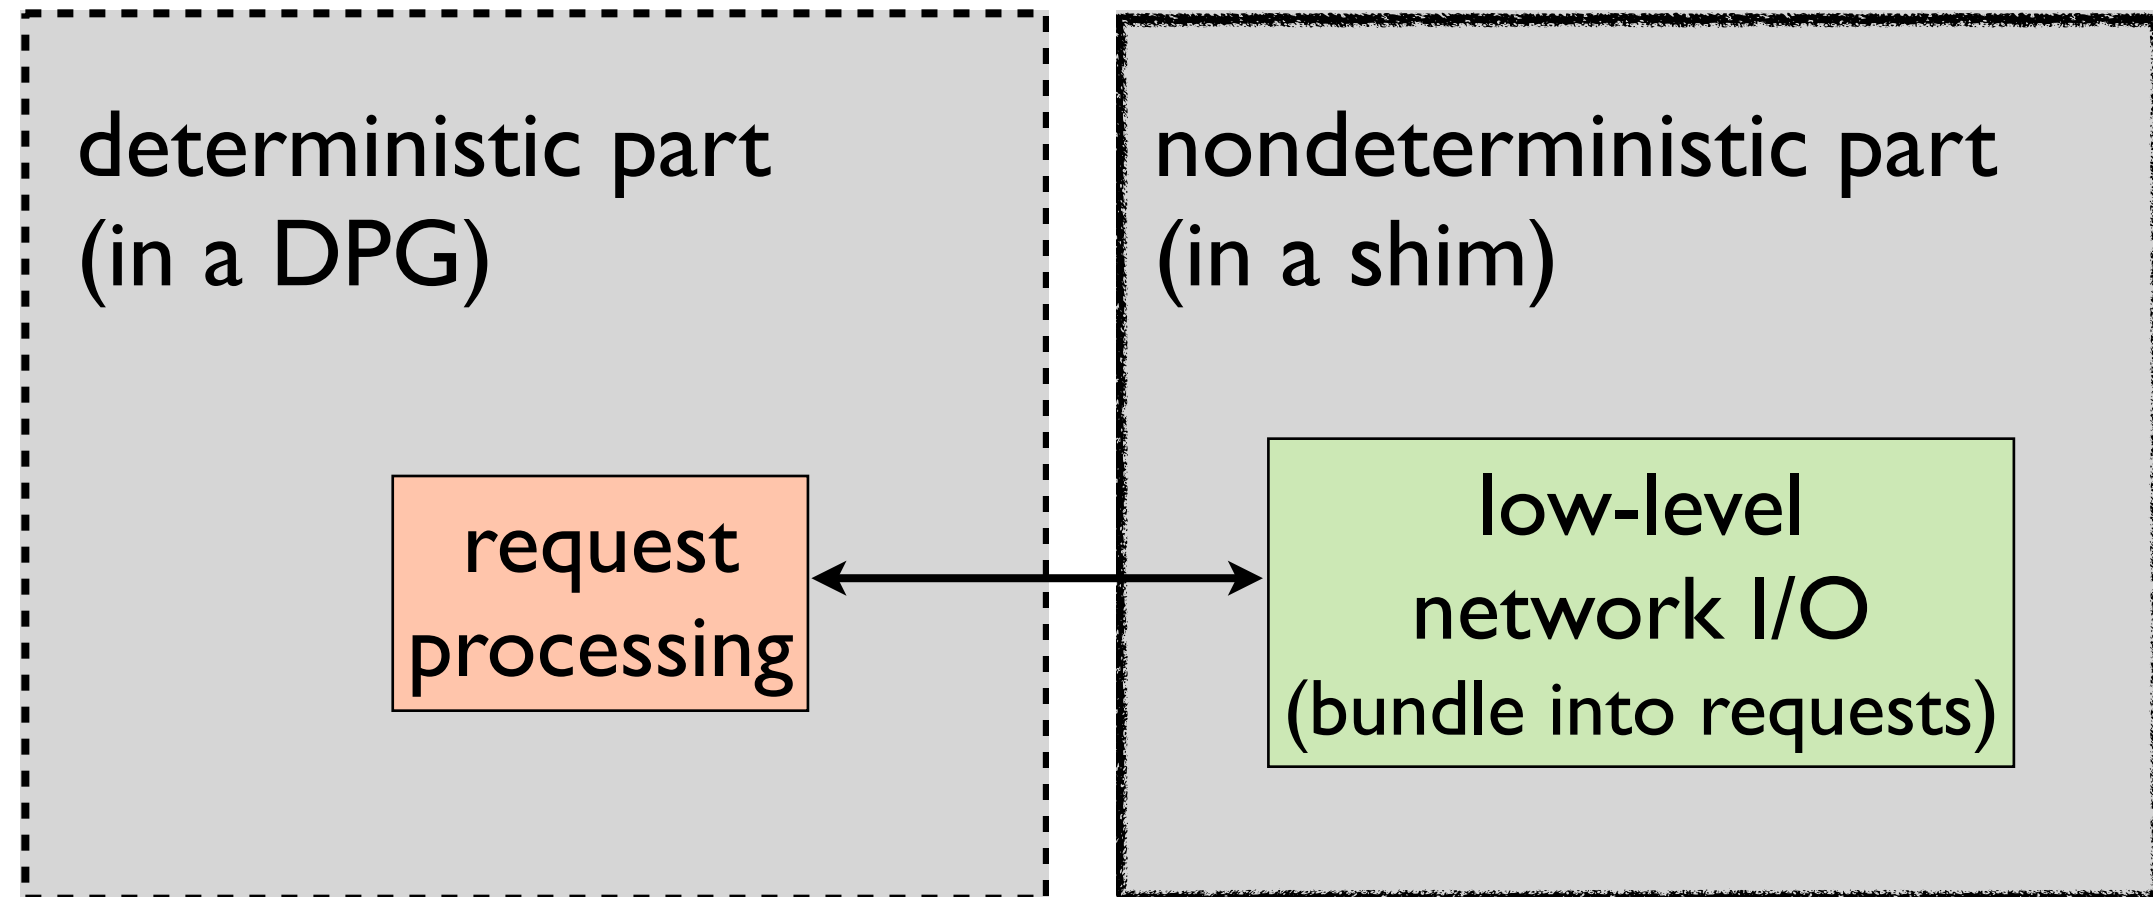 deterministic part
(in a DPG)
nondeterministic part
(in a shim)
request
processing
low-level
network I/O
(bundle into requests)